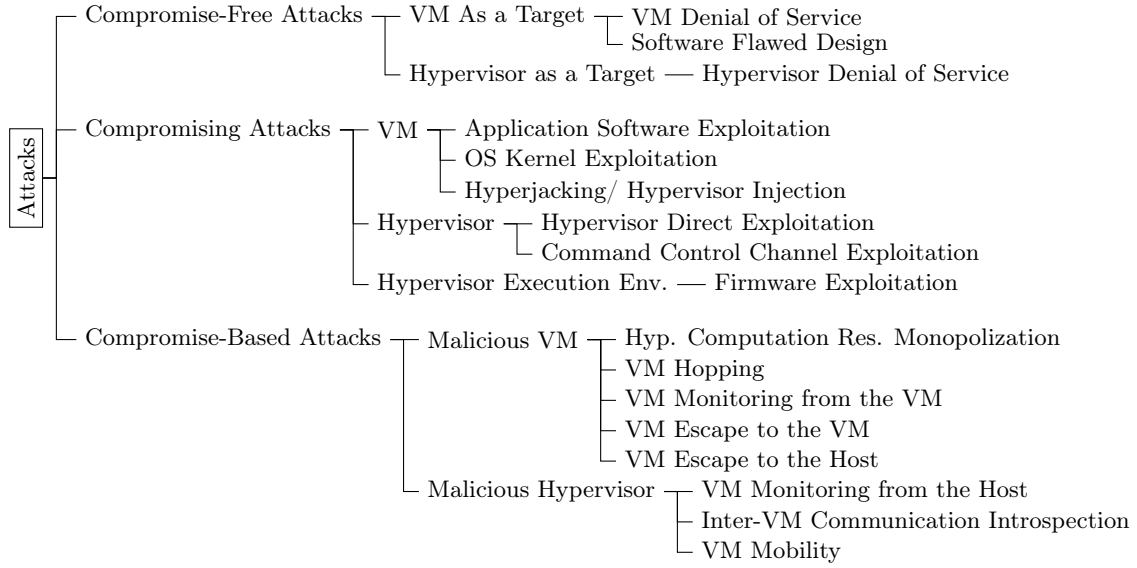 Compromise-Free Attacks
VM As a Target
VM Denial of Service
Software Flawed Design
Hypervisor as a Target
Hypervisor Denial of Service
Attacks
Compromising Attacks
VM
Application Software Exploitation
OS Kernel Exploitation
Hyperjacking/ Hypervisor Injection
Hypervisor
Hypervisor Direct Exploitation
Command Control Channel Exploitation
Hypervisor Execution Env.
Firmware Exploitation
Compromise-Based Attacks
Malicious VM
Hyp. Computation Res. Monopolization
VM Hopping
VM Monitoring from the VM
VM Escape to the VM
VM Escape to the Host
Malicious Hypervisor
VM Monitoring from the Host
Inter-VM Communication Introspection
VM Mobility